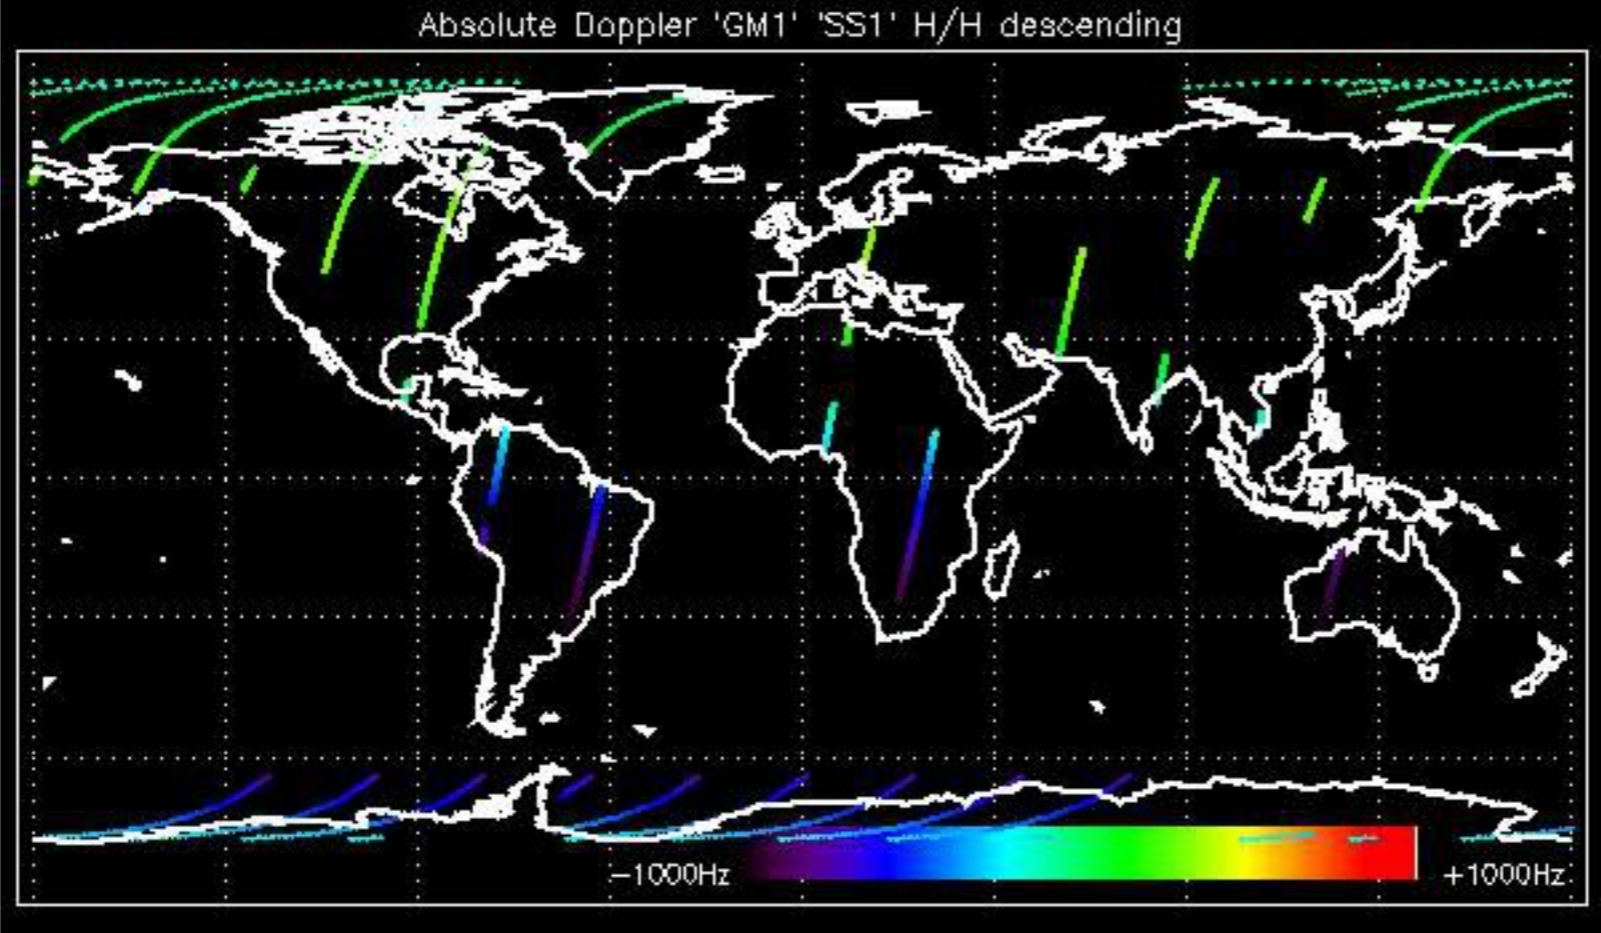 Absolute Doppler 'GM1' 'SS1' H/H descending
−1000Hz
+1000Hz